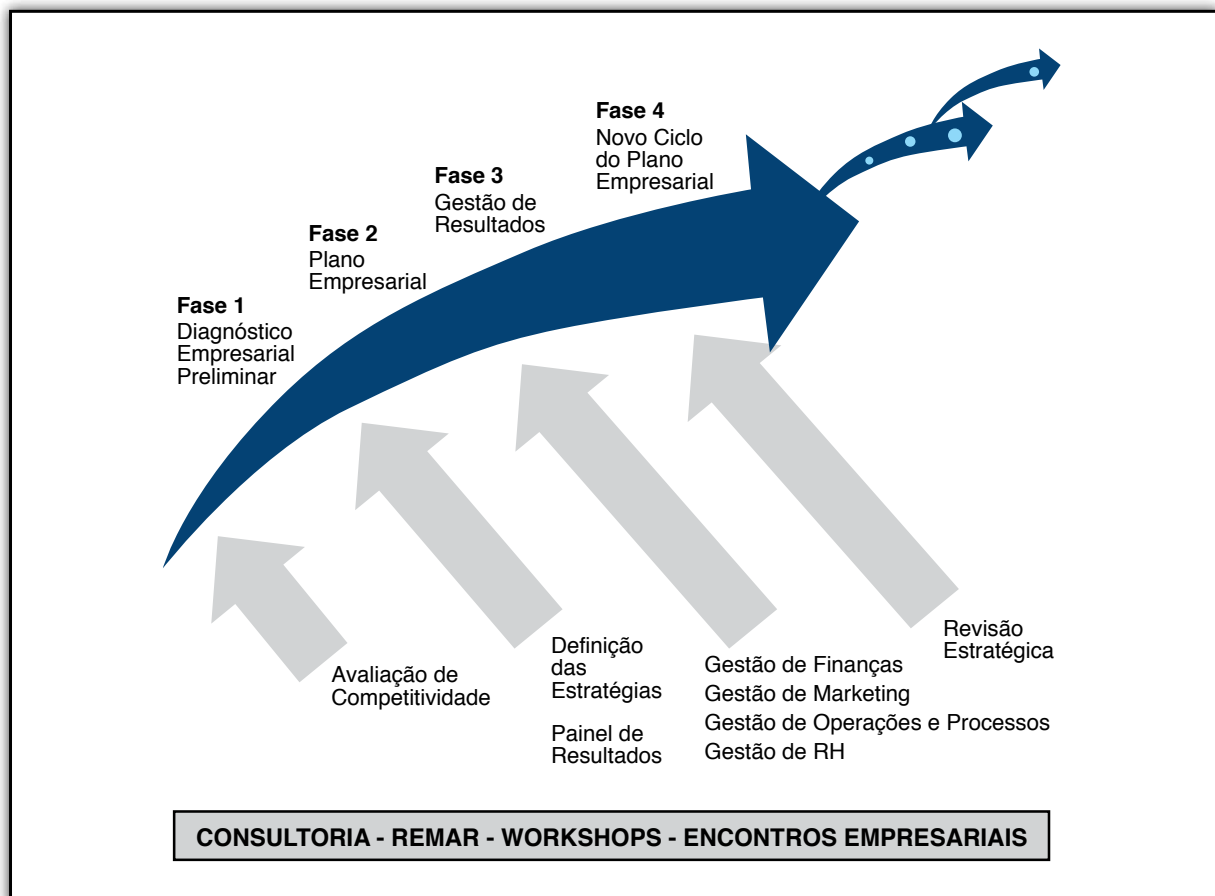 Fase 1
Diagnóstico
Empresarial
Preliminar
Fase 2
Plano
Empresarial
Fase 3
Gestão de
Resultados
Fase 4
Novo Ciclo
do Plano
Empresarial
Avaliação de
Competitividade
Definição
das
Estratégias
Painel de
Resultados
Gestão de Finanças
Gestão de Marketing
Gestão de Operações e Processos
Gestão de RH
Revisão
Estratégica
CONSULTORIA - REMAR - WORKSHOPS - ENCONTROS EMPRESARIAIS